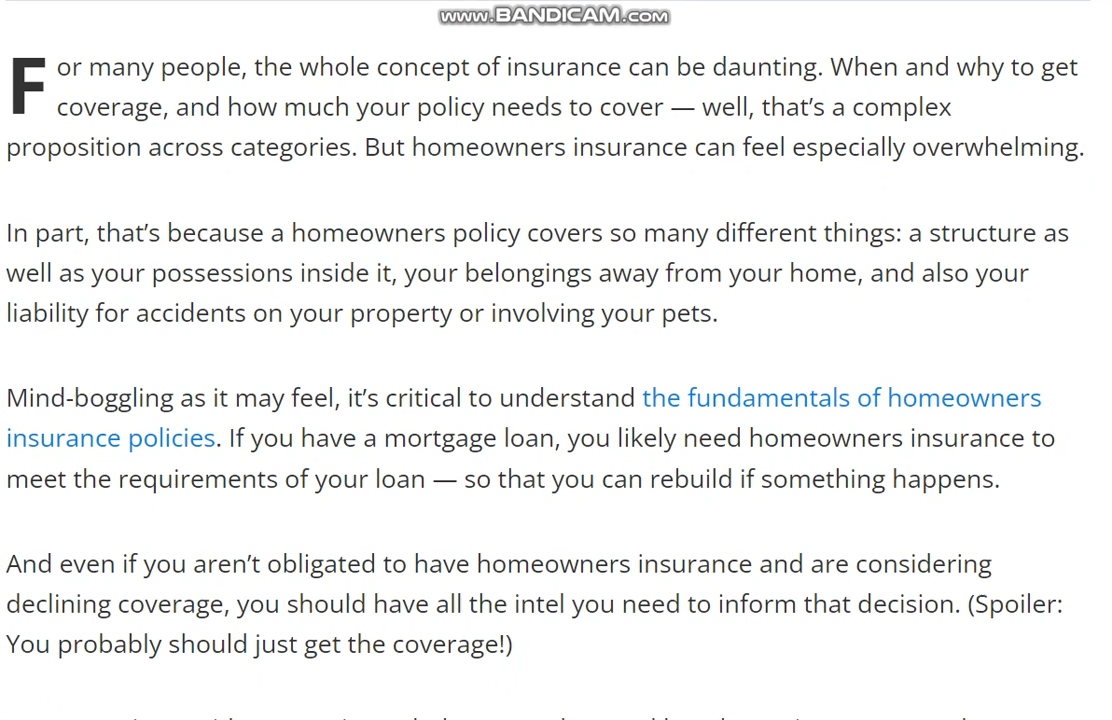 www.BANDICAM.com
For many people, the whole concept of insurance can be daunting. When and why to get
coverage, and how much your policy needs to cover — well, that’s a complex
proposition across categories. But homeowners insurance can feel especially overwhelming.
In part, that’s because a homeowners policy covers so many different things: a structure as
well as your possessions inside it, your belongings away from your home, and also your
liability for accidents on your property or involving your pets.
Mind-boggling as it may feel, it’s critical to understand the fundamentals of homeowners
insurance policies. If you have a mortgage loan, you likely need homeowners insurance to
meet the requirements of your loan — so that you can rebuild if something happens.
And even if you aren’t obligated to have homeowners insurance and are considering
declining coverage, you should have all the intel you need to inform that decision. (Spoiler:
You probably should just get the coverage!)